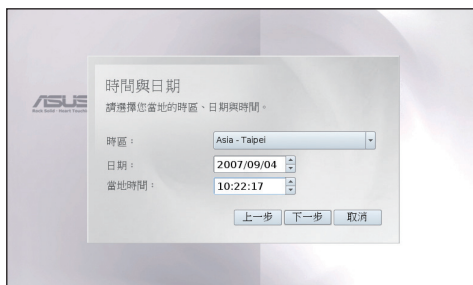 ASUS
時間與日期
請選擇您當地的時區、日期與時間。
時區：
Asia - Taipei
日期：
2007/09/04
當地時間：
10:22:17
上一步
下一步
取消